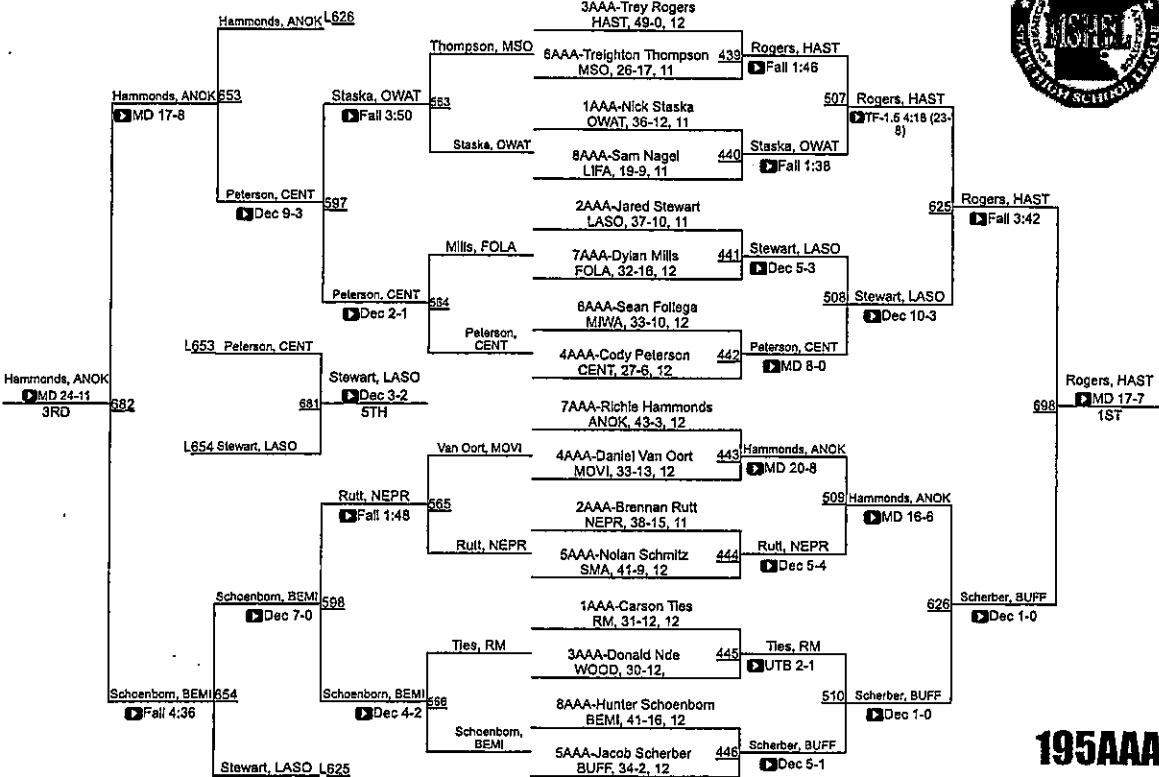 Hammonds, ANOK L626
Hammonds, ANOK 653
MD 17-8
Peterson, CENT
Dec 9-3
Staska, OWAT
Fall 3:50
597
Peterson, CENT
Dec 2-1
Thompson, MSO
563
Staska, OWAT
Mills, FOLA
564
Peterson,
CENT
L653 Peterson, CENT
Stewart, LASO
Dec 3-2
5TH
681
L654 Stewart, LASO
Hammonds, ANOK
MD 24-11
3RD
682
Van Oort, MOVI
565
Rutt, NEPR
Rutt, NEPR
Fall 1:48
Schoenborn, BEMI
Dec 7-0
598
Ties, RM
566
Schoenborn,
BEMI
Schoenborn, BEMI
Dec 4-2
Schoenborn, BEMI 654
Fall 4:36
Stewart, LASO L625
3AAA-Trey Rogers
HAST, 49-0, 12
6AAA-Treighton Thompson
MSO, 26-17, 11
439
1AAA-Nick Staska
OWAT, 36-12, 11
8AAA-Sam Nagel
LIFA, 19-9, 11
440
2AAA-Jared Stewart
LASO, 37-10, 11
7AAA-Dylan Mills
FOLA, 32-16, 12
441
6AAA-Sean Follega
MIWA, 33-10, 12
4AAA-Cody Peterson
CENT, 27-6, 12
442
7AAA-Richie Hammonds
ANOK, 43-3, 12
4AAA-Daniel Van Oort
MOVI, 33-13, 12
443
2AAA-Brennan Rutt
NEPR, 38-15, 11
5AAA-Nolan Schmitz
SMA, 41-9, 12
444
1AAA-Carson Ties
RM, 31-12, 12
3AAA-Donald Nde
WOOD, 30-12,
445
8AAA-Hunter Schoenborn
BEMI, 41-16, 12
5AAA-Jacob Scherber
BUFF, 34-2, 12
446
Rogers, HAST
Fall 1:46
507
Staska, OWAT
Fall 1:38
Stewart, LASO
Dec 5-3
508
Peterson, CENT
MD 8-0
Hammonds, ANOK
MD 20-8
509
Rutt, NEPR
Dec 5-4
Ties, RM
UTB 2-1
510
Scherber, BUFF
Dec 5-1
Rogers, HAST
TF-1.5 4:18 (23-
8)
625
Stewart, LASO
Dec 10-3
Hammonds, ANOK
MD 16-6
626
Scherber, BUFF
Dec 1-0
Rogers, HAST
Fall 3:42
698
Scherber, BUFF
Dec 1-0
Rogers, HAST
MD 17-7
1ST
MSHSL
STATE HIGH SCHOOL LEAGUE
195AAA